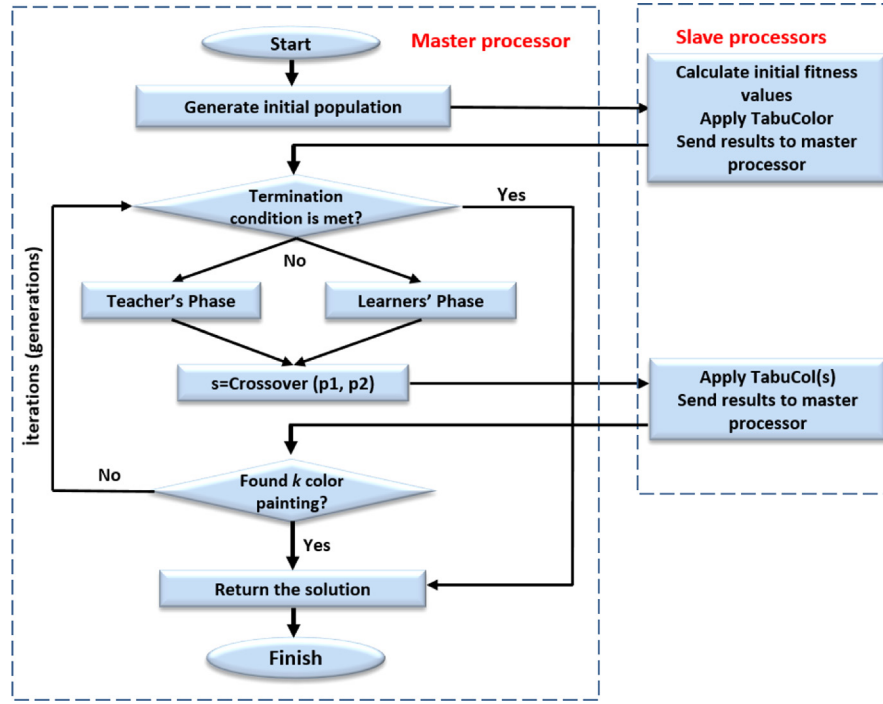 Master processor
Slave processors
Start
Generate initial population
Calculate initial fitness
values
Apply TabuColor
Send results to master
processor
Termination
condition is met?
Yes
No
Teacher’s Phase
Learners’ Phase
iterations (generations)
s=Crossover (p1, p2)
Apply TabuCol(s)
Send results to master
processor
No
Found k color
painting?
Yes
Return the solution
Finish